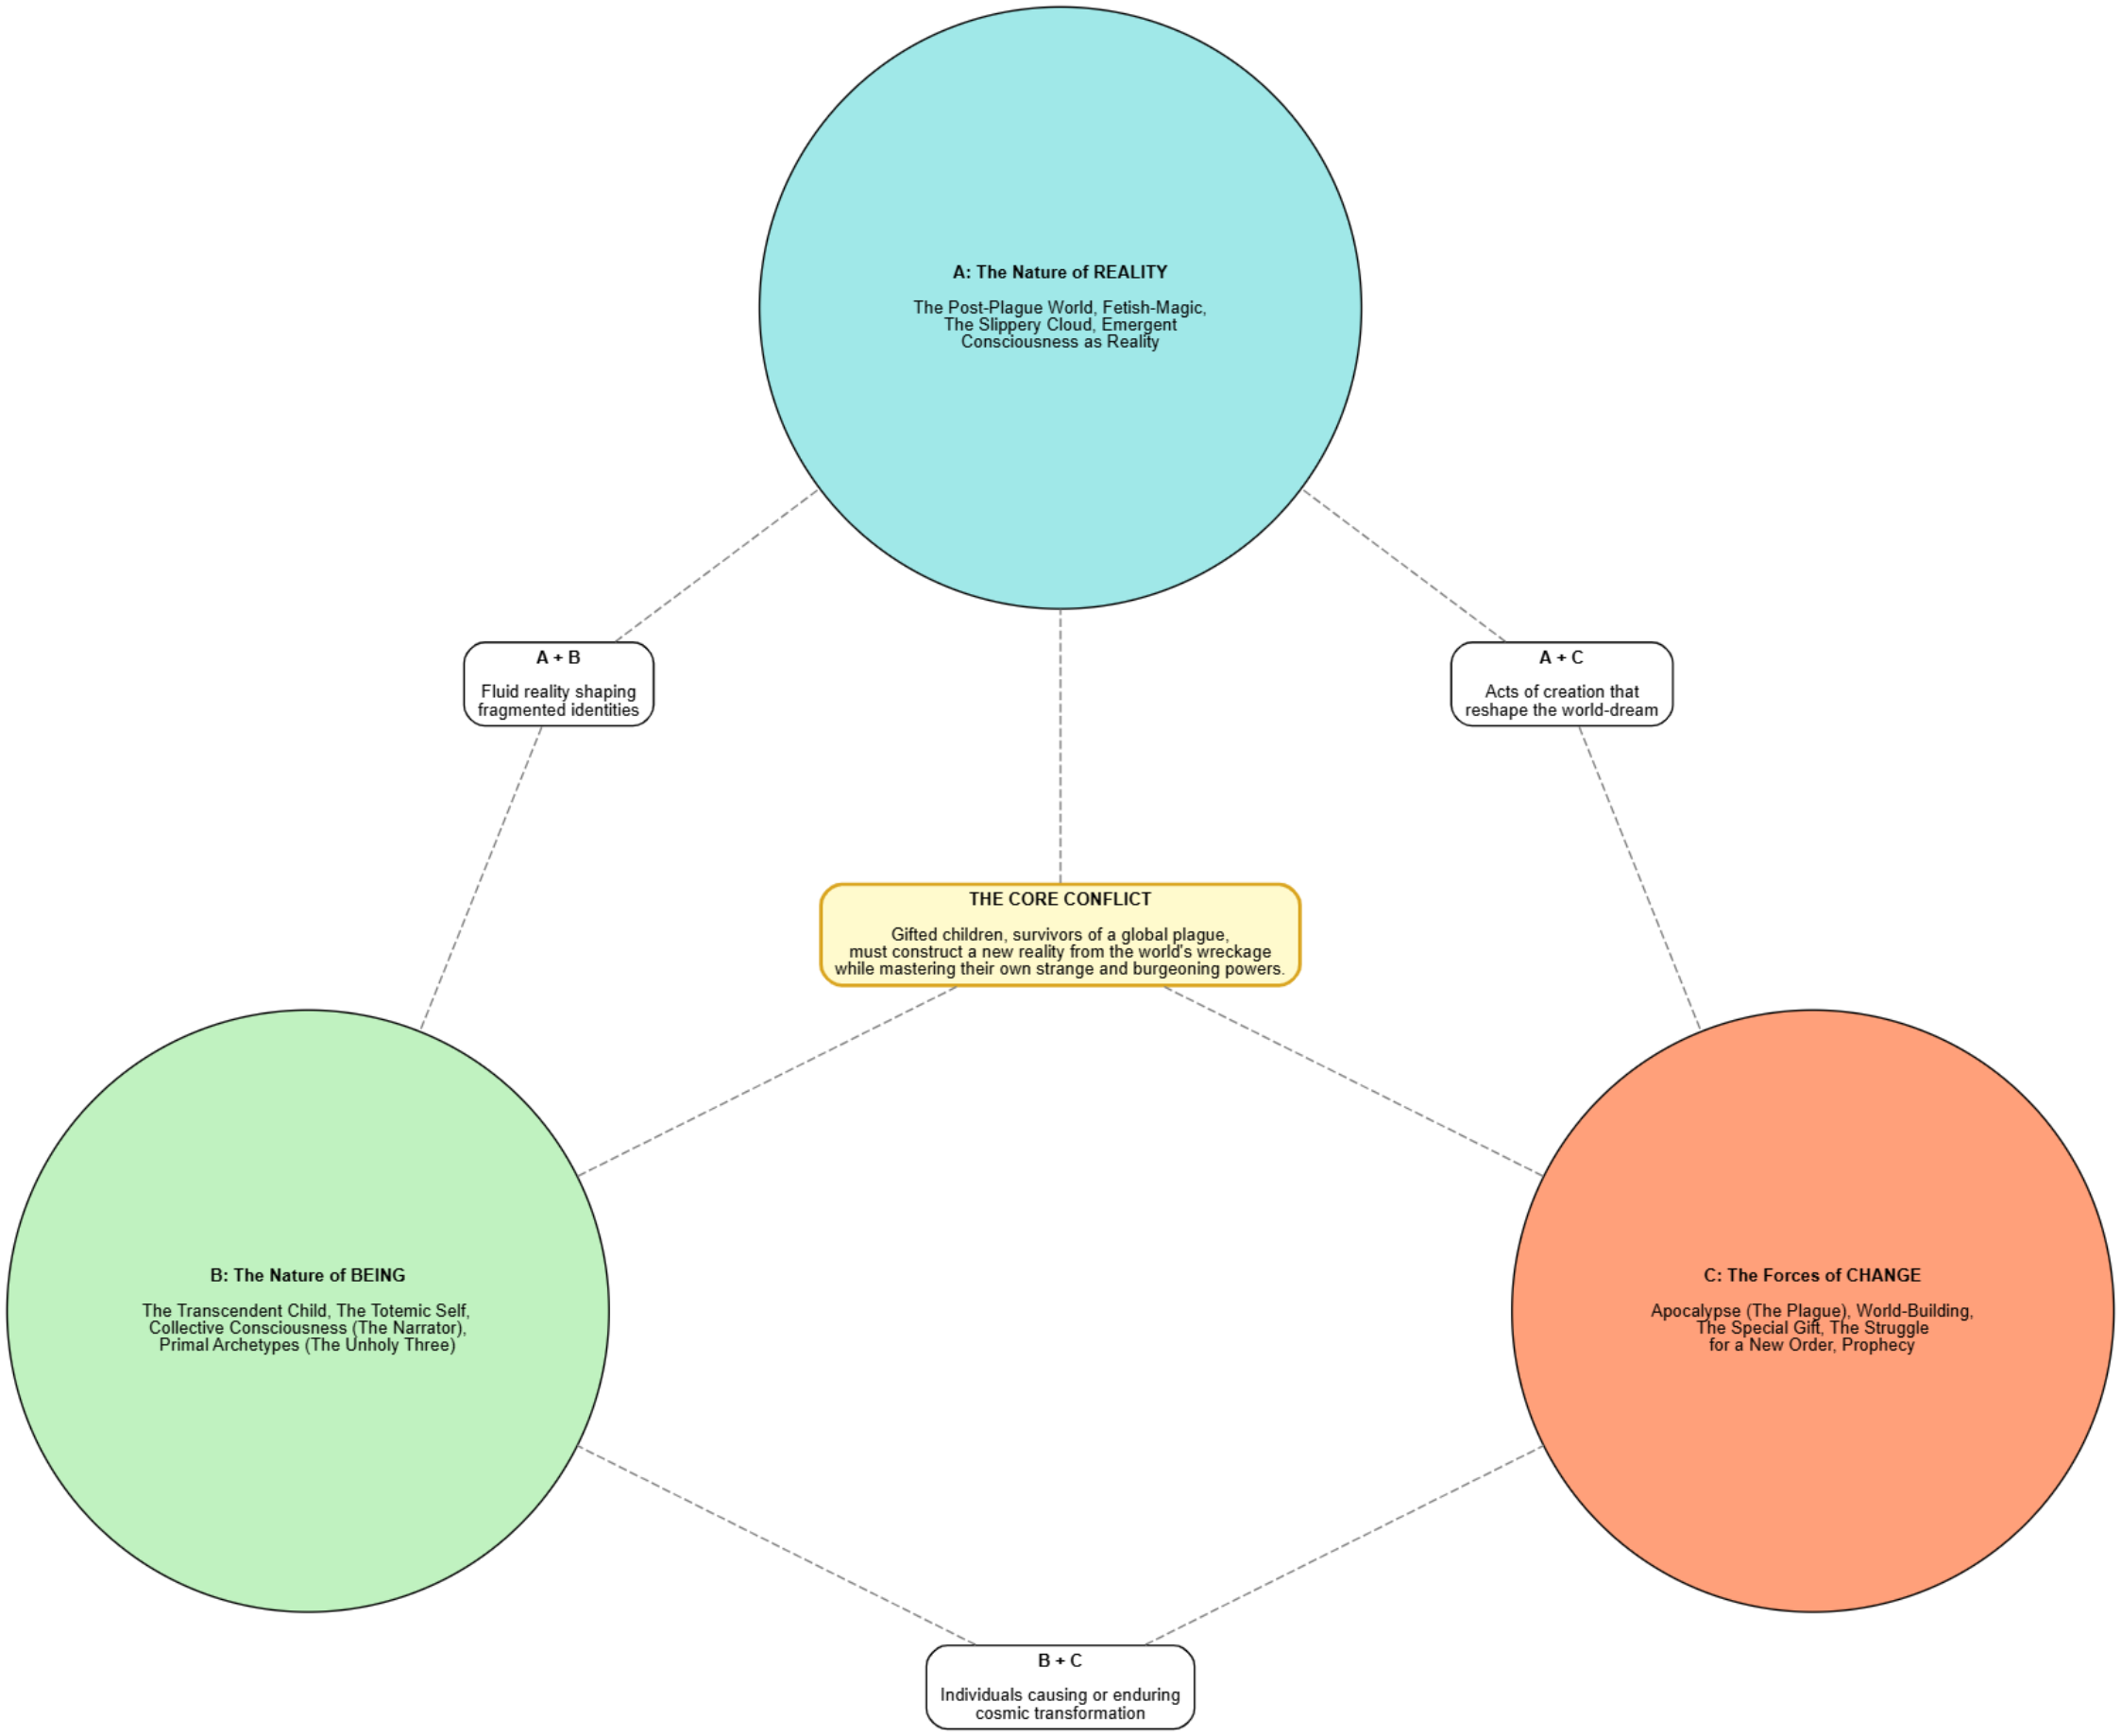 A: The Nature of REALITY
The Post-Plague World, Fetish-Magic,
The Slippery Cloud, Emergent
Consciousness as Reality
A + B
Fluid reality shaping
fragmented identities
A + C
Acts of creation that
reshape the world-dream
THE CORE CONFLICT
Gifted children, survivors of a global plague,
must construct a new reality from the world's wreckage
while mastering their own strange and burgeoning powers.
B: The Nature of BEING
The Transcendent Child, The Totemic Self,
Collective Consciousness (The Narrator),
Primal Archetypes (The Unholy Three)
C: The Forces of CHANGE
Apocalypse (The Plague), World-Building,
The Special Gift, The Struggle
for a New Order, Prophecy
B + C
Individuals causing or enduring
cosmic transformation